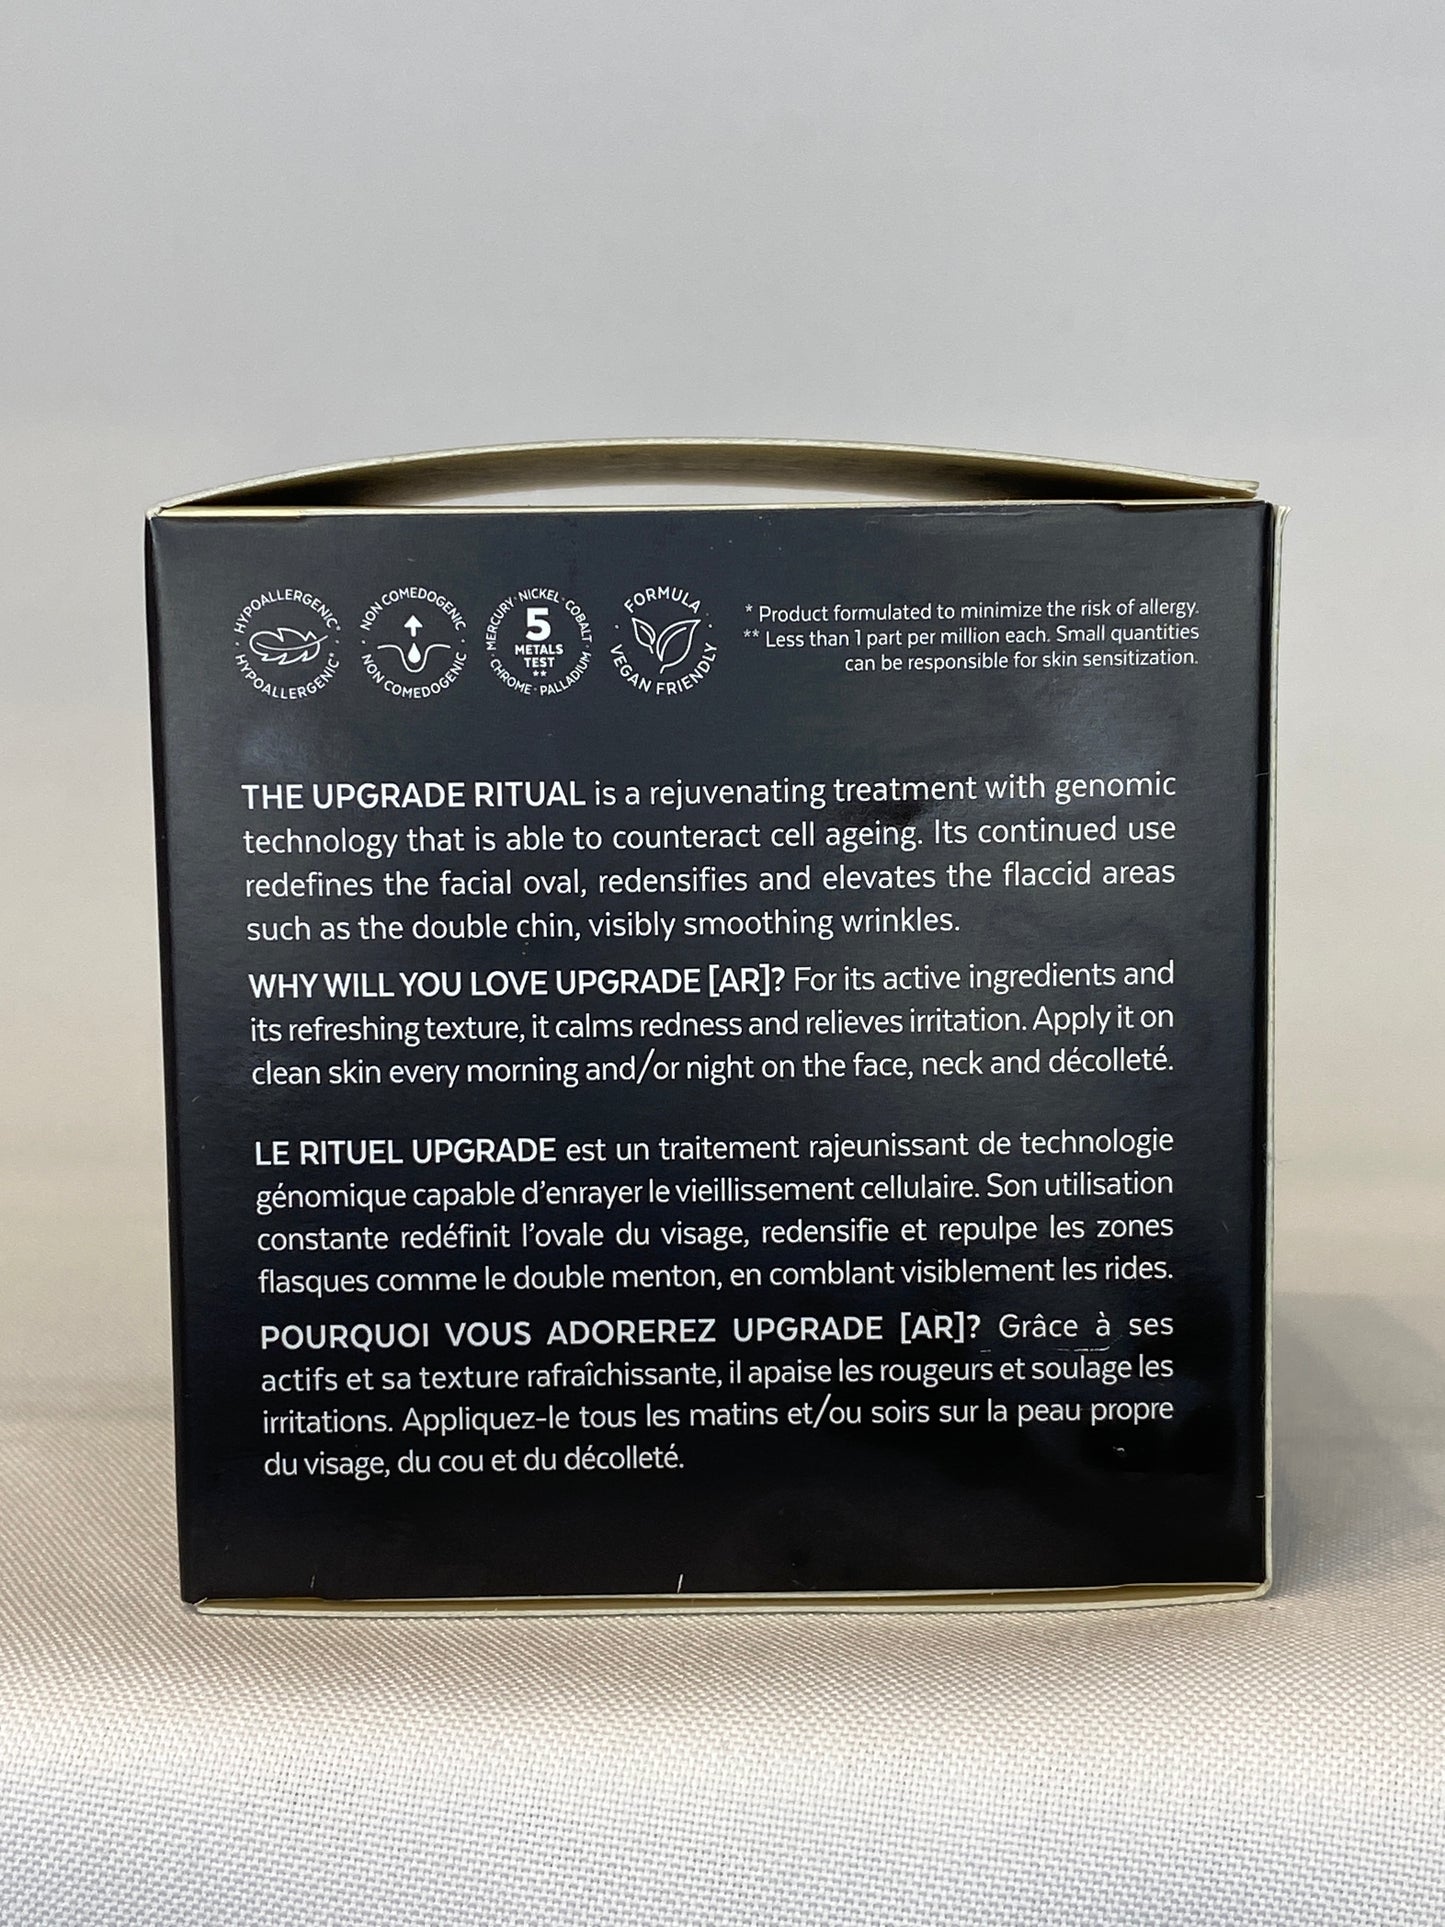 HYPOALLERGENIC*
HYPOALLERGENIC*
NON COMEDOGENIC
NON COMEDOGENIC
MERCURY · NICKEL · COBALT
5
METALS
TEST
**
CHROME · PALLADIUM
FORMULA
VEGAN FRIENDLY
* Product formulated to minimize the risk of allergy.
** Less than 1 part per million each. Small quantities
can be responsible for skin sensitization.
THE UPGRADE RITUAL is a rejuvenating treatment with genomic
technology that is able to counteract cell ageing. Its continued use
redefines the facial oval, redensifies and elevates the flaccid areas
such as the double chin, visibly smoothing wrinkles.
WHY WILL YOU LOVE UPGRADE [AR]? For its active ingredients and
its refreshing texture, it calms redness and relieves irritation. Apply it on
clean skin every morning and/or night on the face, neck and décolleté.
LE RITUEL UPGRADE est un traitement rajeunissant de technologie
génomique capable d'enrayer le vieillissement cellulaire. Son utilisation
constante redéfinit l'ovale du visage, redensifie et repulpe les zones
flasques comme le double menton, en comblant visiblement les rides.
POURQUOI VOUS ADOREREZ UPGRADE [AR]? Grâce à ses
actifs et sa texture rafraîchissante, il apaise les rougeurs et soulage les
irritations. Appliquez-le tous les matins et/ou soirs sur la peau propre
du visage, du cou et du décolleté.